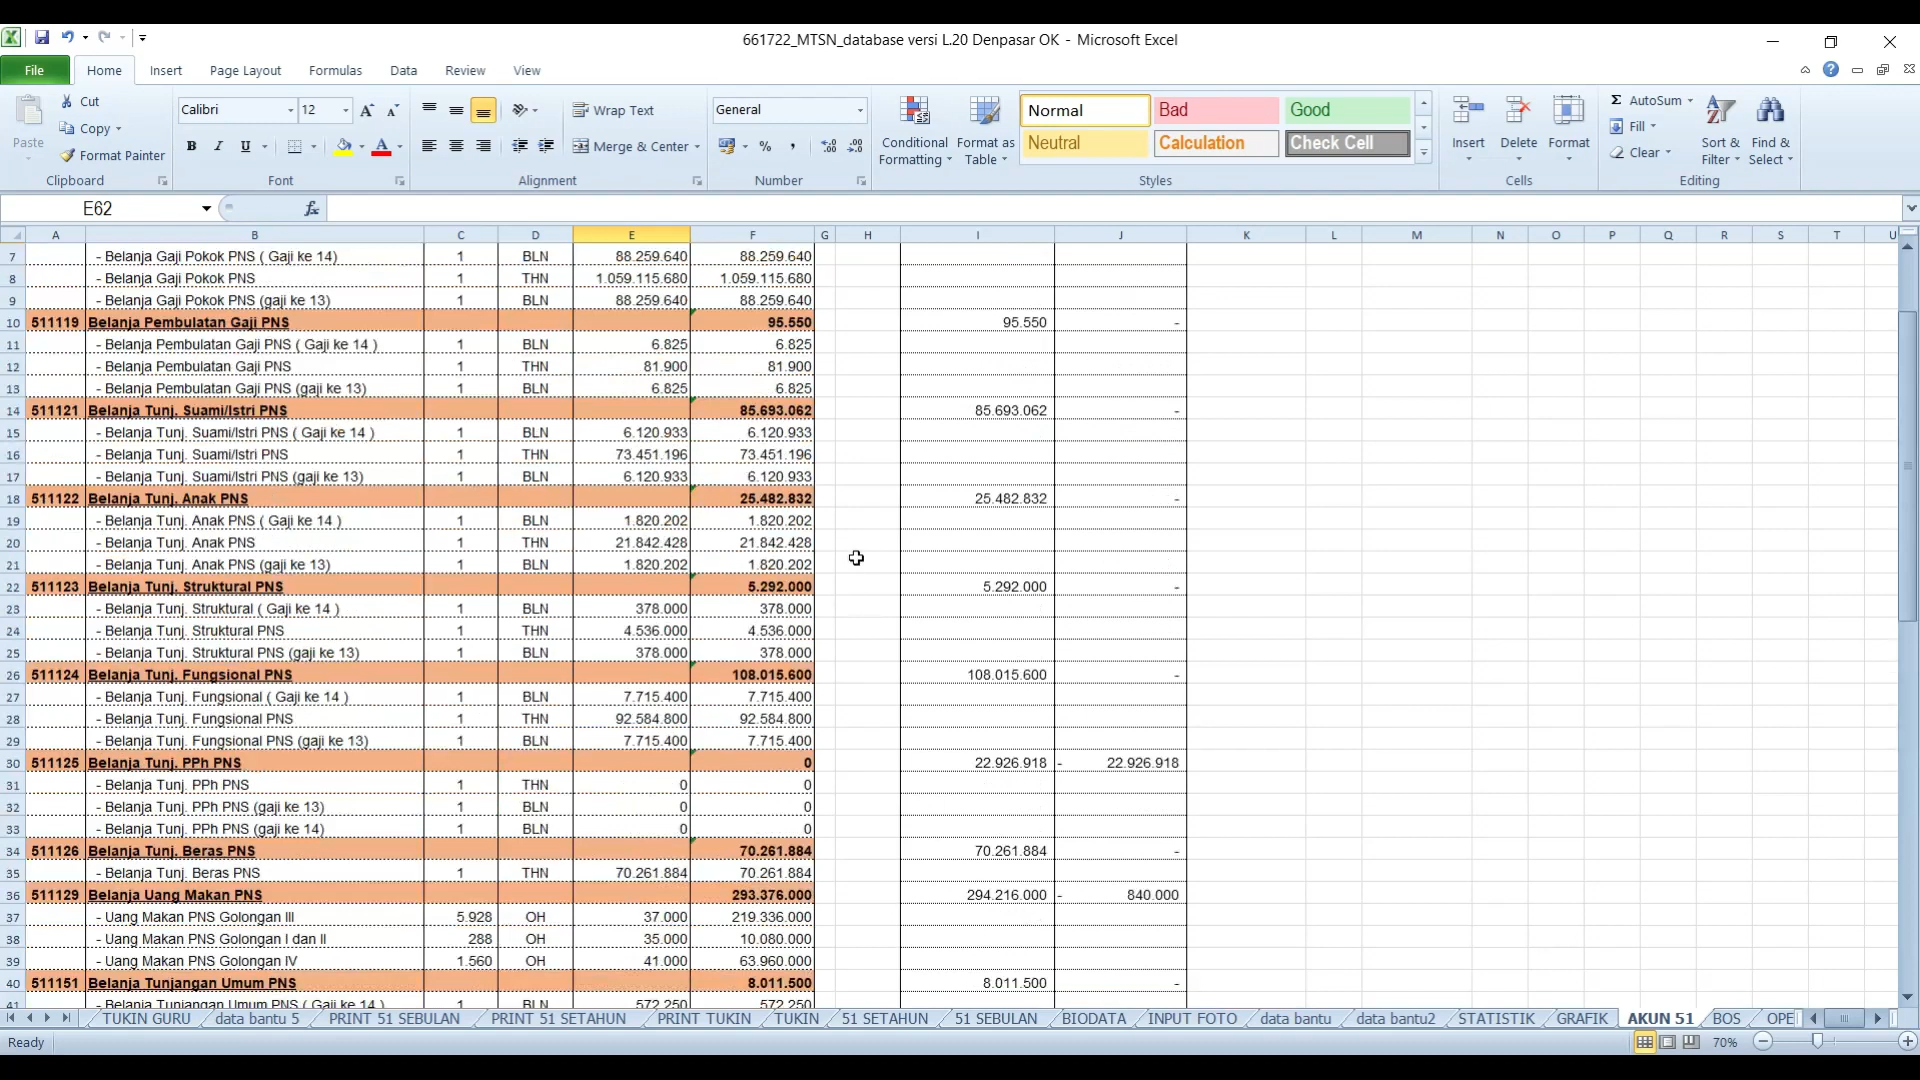 661722_MTSN_database versi L.20 Denpasar OK - Microsoft Excel
File Home Insert Page Layout Formulas Data Review View
Cut
Copy
Format Painter
Paste
Clipboard
Calibri 12
B I U
Font
Wrap Text
Merge & Center
Alignment
General
Number
Conditional Formatting
Format as Table
Normal Bad Good
Neutral Calculation Check Cell
Styles
Insert Delete Format
Cells
AutoSum
Fill
Clear
Sort & Filter
Find & Select
Editing
E62 fx
A B C D E F G H I J K L M N O P Q R S T U
7 - Belanja Gaji Pokok PNS ( Gaji ke 14) 1 BLN 88.259.640 88.259.640
8 - Belanja Gaji Pokok PNS 1 THN 1.059.115.680 1.059.115.680
9 - Belanja Gaji Pokok PNS (gaji ke 13) 1 BLN 88.259.640 88.259.640
10 511119 Belanja Pembulatan Gaji PNS 95.550 95.550 -
11 - Belanja Pembulatan Gaji PNS ( Gaji ke 14 ) 1 BLN 6.825 6.825
12 - Belanja Pembulatan Gaji PNS 1 THN 81.900 81.900
13 - Belanja Pembulatan Gaji PNS (gaji ke 13) 1 BLN 6.825 6.825
14 511121 Belanja Tunj. Suami/Istri PNS 85.693.062 85.693.062 -
15 - Belanja Tunj. Suami/Istri PNS ( Gaji ke 14 ) 1 BLN 6.120.933 6.120.933
16 - Belanja Tunj. Suami/Istri PNS 1 THN 73.451.196 73.451.196
17 - Belanja Tunj. Suami/Istri PNS (gaji ke 13) 1 BLN 6.120.933 6.120.933
18 511122 Belanja Tunj. Anak PNS 25.482.832 25.482.832 -
19 - Belanja Tunj. Anak PNS ( Gaji ke 14 ) 1 BLN 1.820.202 1.820.202
20 - Belanja Tunj. Anak PNS 1 THN 21.842.428 21.842.428
21 - Belanja Tunj. Anak PNS (gaji ke 13) 1 BLN 1.820.202 1.820.202
22 511123 Belanja Tunj. Struktural PNS 5.292.000 5.292.000 -
23 - Belanja Tunj. Struktural ( Gaji ke 14 ) 1 BLN 378.000 378.000
24 - Belanja Tunj. Struktural PNS 1 THN 4.536.000 4.536.000
25 - Belanja Tunj. Struktural PNS (gaji ke 13) 1 BLN 378.000 378.000
26 511124 Belanja Tunj. Fungsional PNS 108.015.600 108.015.600 -
27 - Belanja Tunj. Fungsional ( Gaji ke 14 ) 1 BLN 7.715.400 7.715.400
28 - Belanja Tunj. Fungsional PNS 1 THN 92.584.800 92.584.800
29 - Belanja Tunj. Fungsional PNS (gaji ke 13) 1 BLN 7.715.400 7.715.400
30 511125 Belanja Tunj. PPh PNS 0 22.926.918 - 22.926.918
31 - Belanja Tunj. PPh PNS 1 THN 0 0
32 - Belanja Tunj. PPh PNS (gaji ke 13) 1 BLN 0 0
33 - Belanja Tunj. PPh PNS (gaji ke 14) 1 BLN 0 0
34 511126 Belanja Tunj. Beras PNS 70.261.884 70.261.884 -
35 - Belanja Tunj. Beras PNS 1 THN 70.261.884 70.261.884
36 511129 Belanja Uang Makan PNS 293.376.000 294.216.000 - 840.000
37 - Uang Makan PNS Golongan III 5.928 OH 37.000 219.336.000
38 - Uang Makan PNS Golongan I dan II 288 OH 35.000 10.080.000
39 - Uang Makan PNS Golongan IV 1.560 OH 41.000 63.960.000
40 511151 Belanja Tunjangan Umum PNS 8.011.500 8.011.500 -
41 - Belanja Tunjangan Umum PNS ( Gaji ke 14 ) 1 BLN 572.250 572.250
TUKIN GURU data bantu 5 PRINT 51 SEBULAN PRINT 51 SETAHUN PRINT TUKIN TUKIN 51 SETAHUN 51 SEBULAN BIODATA INPUT FOTO data bantu data bantu2 STATISTIK GRAFIK AKUN 51 BOS OPE
Ready 70%